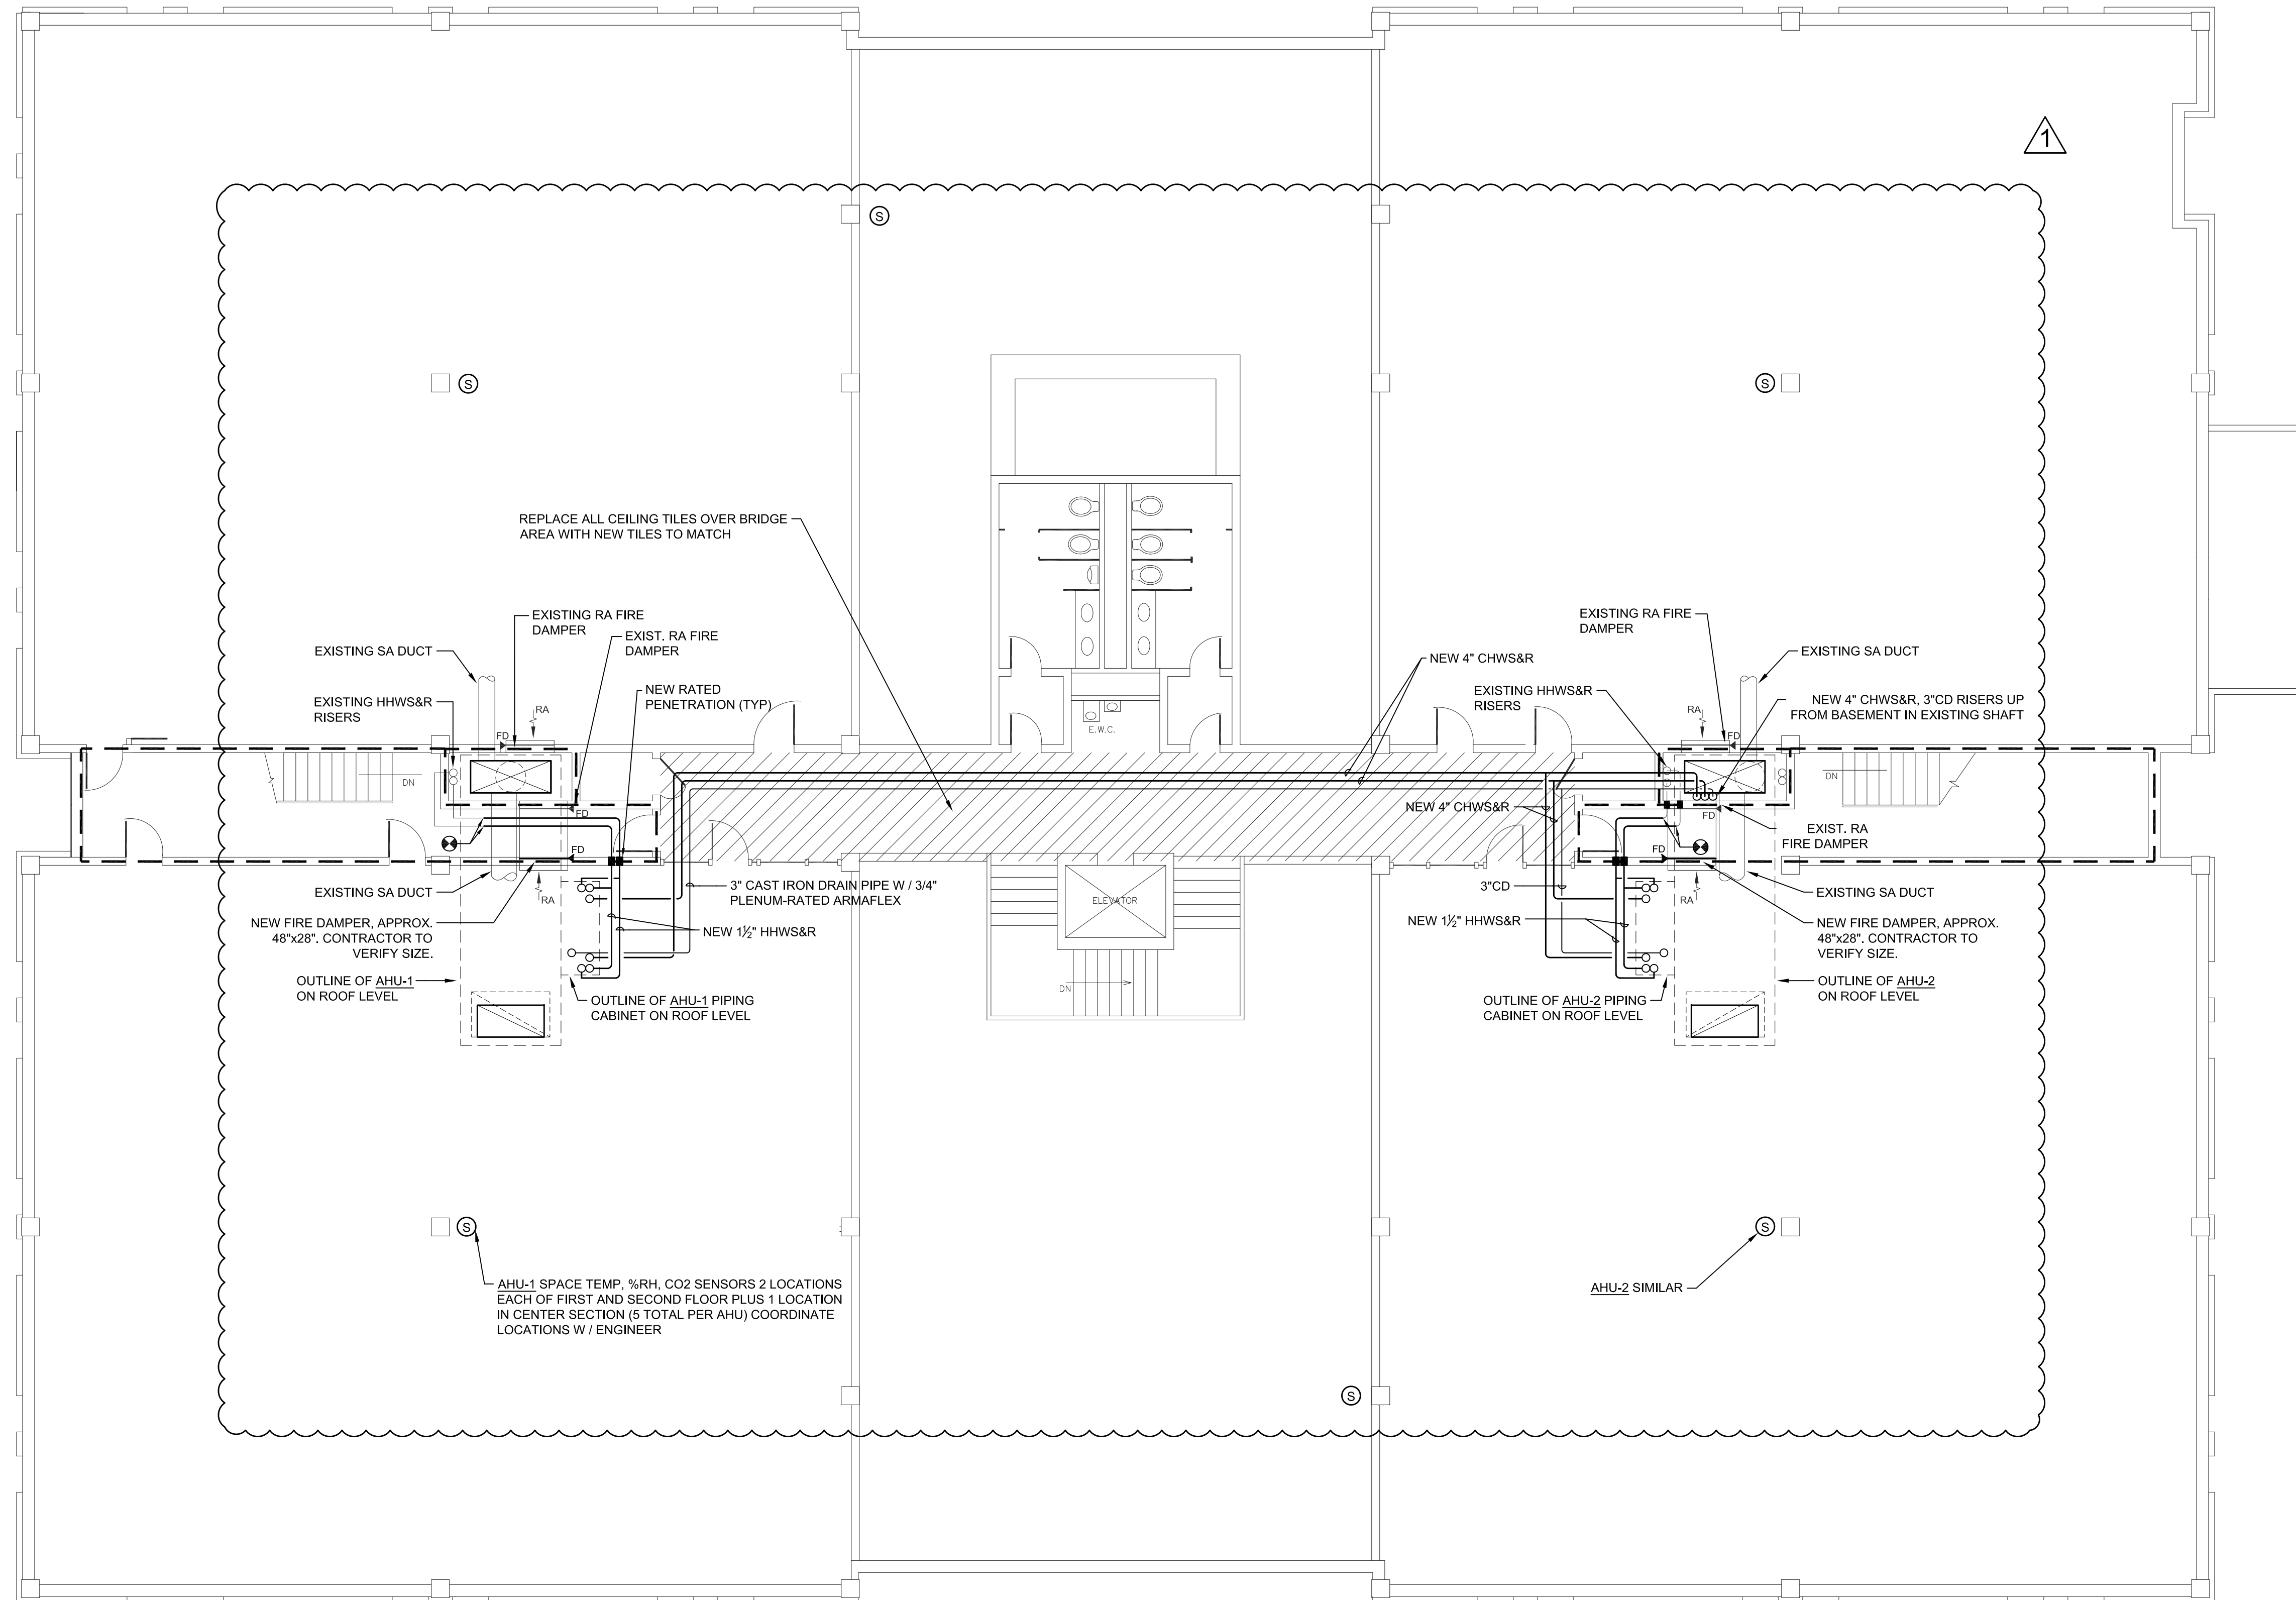 1
S
S
S
REPLACE ALL CEILING TILES OVER BRIDGE
AREA WITH NEW TILES TO MATCH
EXISTING RA FIRE
DAMPER
EXIST. RA FIRE
DAMPER
EXISTING SA DUCT
NEW RATED
PENETRATION (TYP)
EXISTING HHWS&R
RISERS
RA
FD
DN
FD
FD
RA
EXISTING SA DUCT
NEW FIRE DAMPER, APPROX.
48"x28". CONTRACTOR TO
VERIFY SIZE.
OUTLINE OF AHU-1
ON ROOF LEVEL
3" CAST IRON DRAIN PIPE W / 3/4"
PLENUM-RATED ARMAFLEX
NEW 1½" HHWS&R
OUTLINE OF AHU-1 PIPING
CABINET ON ROOF LEVEL
E.W.C.
ELEVATOR
DN
NEW 4" CHWS&R
EXISTING RA FIRE
DAMPER
EXISTING SA DUCT
EXISTING HHWS&R
RISERS
NEW 4" CHWS&R, 3"CD RISERS UP
FROM BASEMENT IN EXISTING SHAFT
RA
FD
DN
NEW 4" CHWS&R
FD
EXIST. RA
FIRE DAMPER
FD
3"CD
RA
EXISTING SA DUCT
NEW 1½" HHWS&R
NEW FIRE DAMPER, APPROX.
48"x28". CONTRACTOR TO
VERIFY SIZE.
OUTLINE OF AHU-2 PIPING
CABINET ON ROOF LEVEL
OUTLINE OF AHU-2
ON ROOF LEVEL
S
S
AHU-1 SPACE TEMP, %RH, CO2 SENSORS 2 LOCATIONS
EACH OF FIRST AND SECOND FLOOR PLUS 1 LOCATION
IN CENTER SECTION (5 TOTAL PER AHU) COORDINATE
LOCATIONS W / ENGINEER
AHU-2 SIMILAR
S